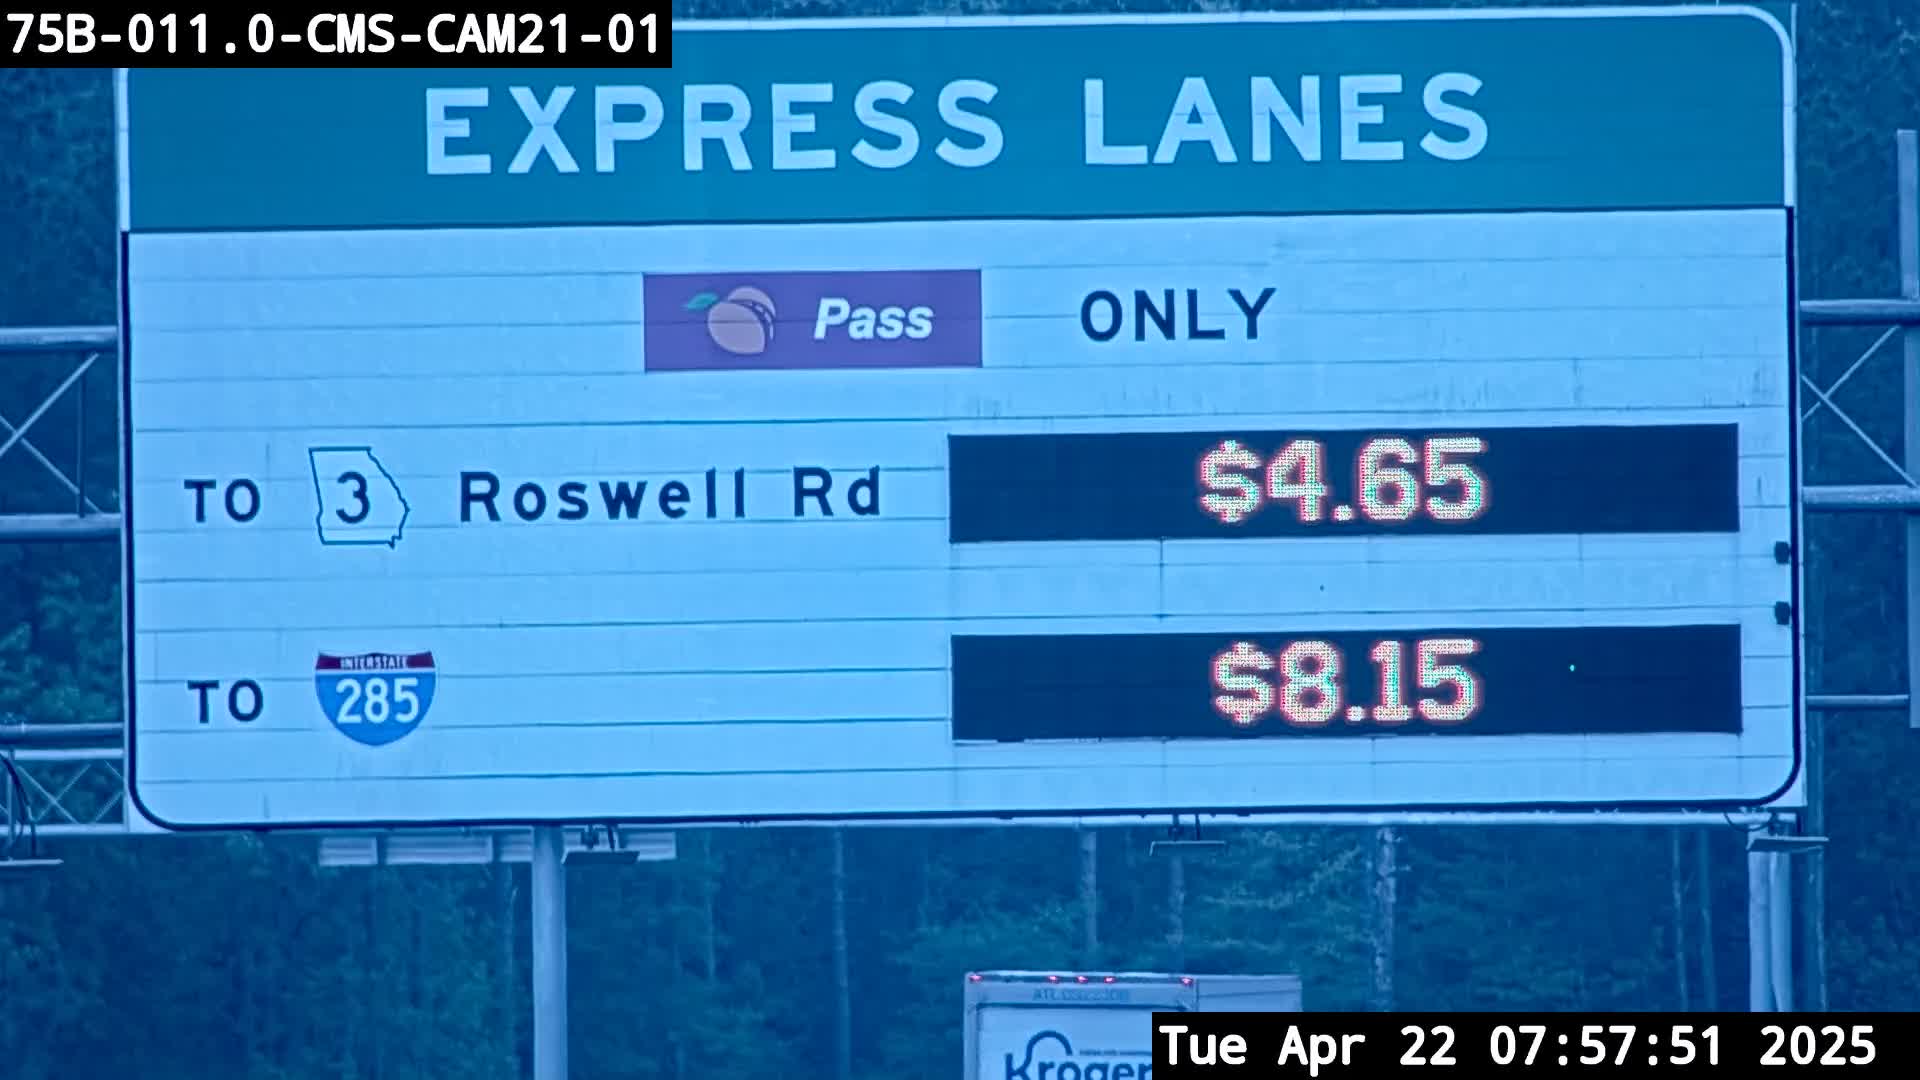 75B-011.0-CMS-CAM21-01
EXPRESS LANES
Pass ONLY
TO 3 Roswell Rd $4.65
TO INTERSTATE 285 $8.15
Kroger
Tue Apr 22 07:57:51 2025